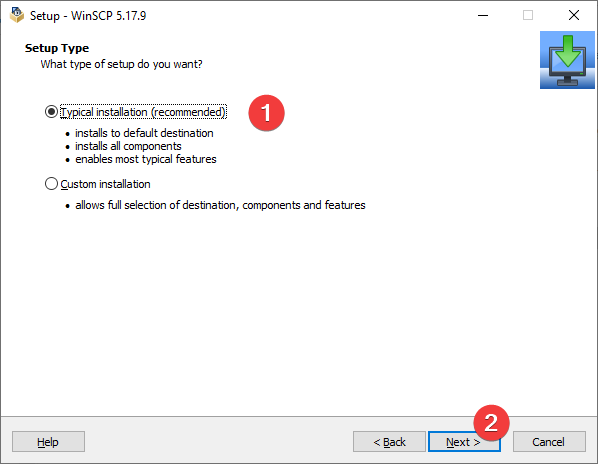 Setup - WinSCP 5.17.9
Setup Type
What type of setup do you want?
Typical installation (recommended)
1
• installs to default destination
• installs all components
• enables most typical features
Custom installation
• allows full selection of destination, components and features
2
Help
< Back
Next >
Cancel